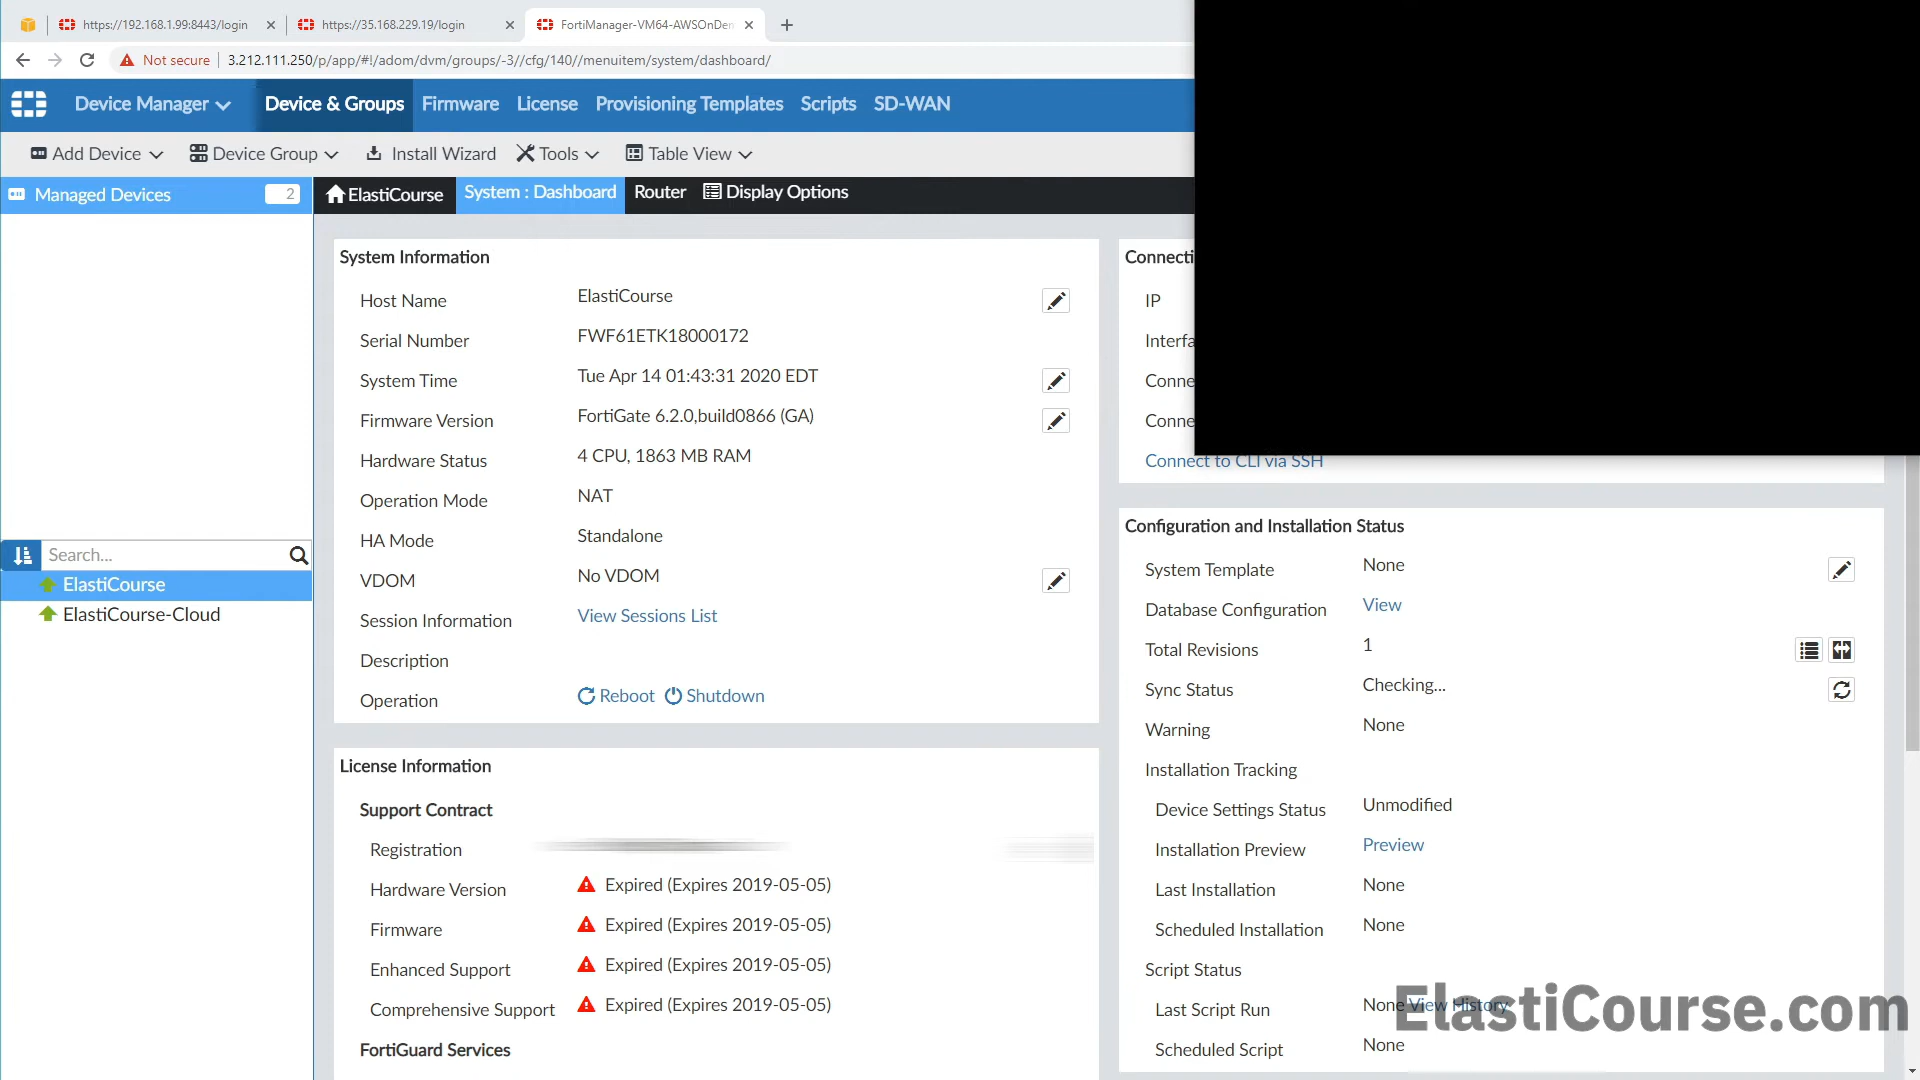 https://192.168.1.99:8443/login
https://35.168.229.19/login
FortiManager-VM64-AWSOnDem
Not secure
3.212.111.250/p/app/#!/adom/dvm/groups/-3//cfg/140//menuitem/system/dashboard/
Device Manager
Device & Groups
Firmware
License
Provisioning Templates
Scripts
SD-WAN
Add Device
Device Group
Install Wizard
Tools
Table View
Managed Devices
2
ElastiCourse
System : Dashboard
Router
Display Options
Search...
ElastiCourse
ElastiCourse-Cloud
System Information
Host Name ElastiCourse
Serial Number FWF61ETK18000172
System Time Tue Apr 14 01:43:31 2020 EDT
Firmware Version FortiGate 6.2.0,build0866 (GA)
Hardware Status 4 CPU, 1863 MB RAM
Operation Mode NAT
HA Mode Standalone
VDOM No VDOM
Session Information View Sessions List
Description
Operation Reboot Shutdown
License Information
Support Contract
Registration
Hardware Version Expired (Expires 2019-05-05)
Firmware Expired (Expires 2019-05-05)
Enhanced Support Expired (Expires 2019-05-05)
Comprehensive Support Expired (Expires 2019-05-05)
FortiGuard Services
Connecti
IP
Interfa
Conne
Conne
Connect to CLI via SSH
Configuration and Installation Status
System Template None
Database Configuration View
Total Revisions 1
Sync Status Checking...
Warning None
Installation Tracking
Device Settings Status Unmodified
Installation Preview Preview
Last Installation None
Scheduled Installation None
Script Status
Last Script Run None View History
Scheduled Script None
ElastiCourse.com